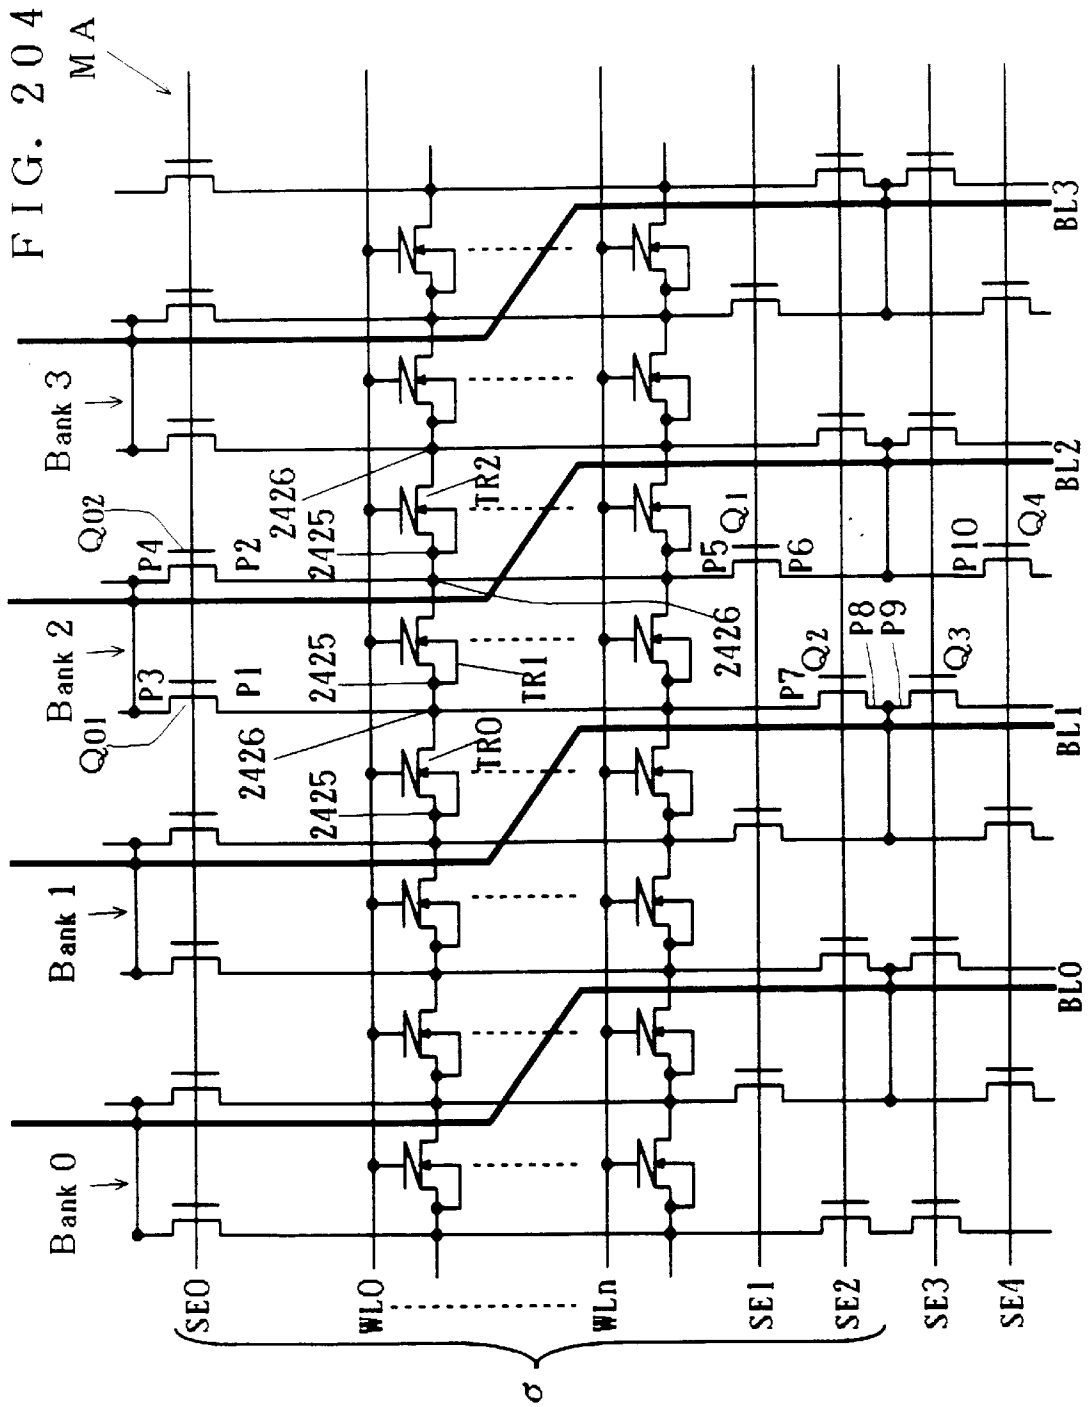 FIG. 204
MA
Bank 0
Bank 1
Bank 2
Bank 3
SE0
Q01
P3
P1
Q02
P4
P2
WL0
2425
2426
TR0
2425
TR1
2425
2426
TR2
2426
WLn
SE1
P5
Q1
P6
SE2
P7
Q2
P8
P9
SE3
Q3
P10
Q4
SE4
BL0
BL1
BL2
BL3
σ